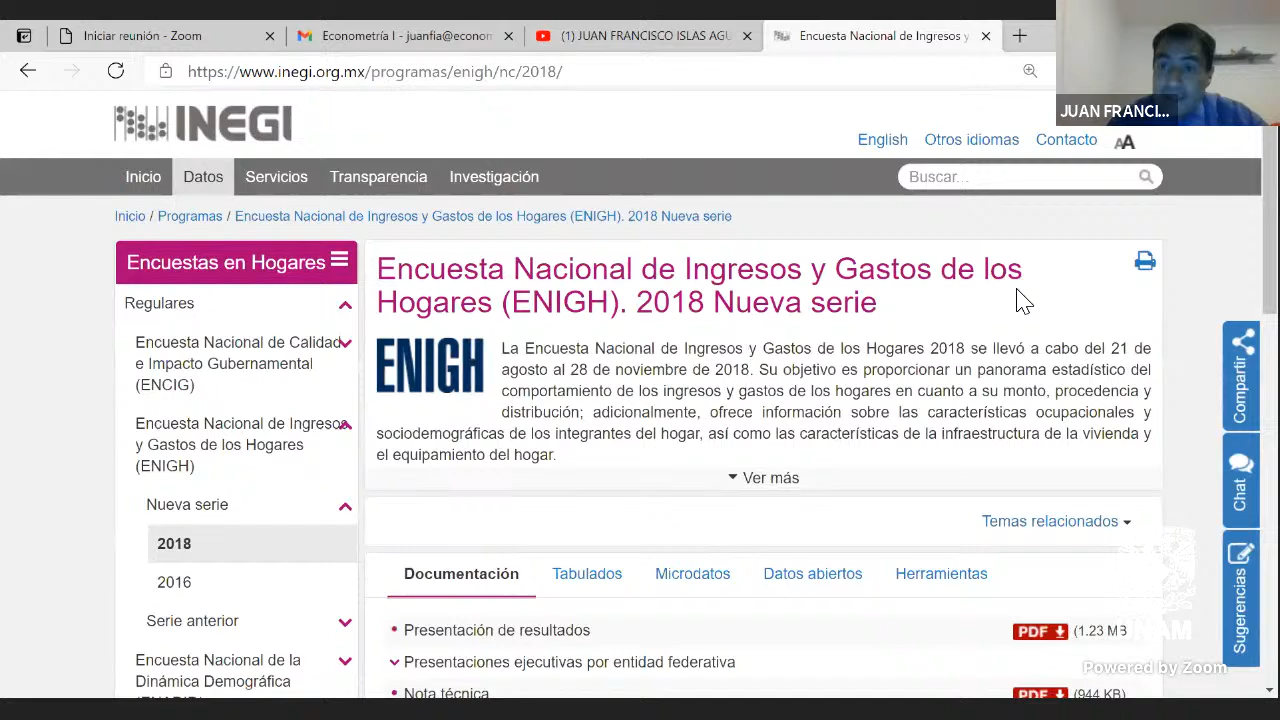 Iniciar reunión - Zoom
Econometría I - juanfia@econom
(1) JUAN FRANCISCO ISLAS AGU
Encuesta Nacional de Ingresos y
https://www.inegi.org.mx/programas/enigh/nc/2018/
JUAN FRANCI...
INEGI
English
Otros idiomas
Contacto
AA
Inicio
Datos
Servicios
Transparencia
Investigación
Buscar...
Inicio / Programas / Encuesta Nacional de Ingresos y Gastos de los Hogares (ENIGH). 2018 Nueva serie
Encuestas en Hogares
Regulares
Encuesta Nacional de Calidad
e Impacto Gubernamental
(ENCIG)
Encuesta Nacional de Ingresos
y Gastos de los Hogares
(ENIGH)
Nueva serie
2018
2016
Serie anterior
Encuesta Nacional de la
Dinámica Demográfica
Encuesta Nacional de Ingresos y Gastos de los
Hogares (ENIGH). 2018 Nueva serie
ENIGH
La Encuesta Nacional de Ingresos y Gastos de los Hogares 2018 se llevó a cabo del 21 de
agosto al 28 de noviembre de 2018. Su objetivo es proporcionar un panorama estadístico del
comportamiento de los ingresos y gastos de los hogares en cuanto a su monto, procedencia y
distribución; adicionalmente, ofrece información sobre las características ocupacionales y
sociodemográficas de los integrantes del hogar, así como las características de la infraestructura de la vivienda y
el equipamiento del hogar.
Ver más
Temas relacionados
Documentación
Tabulados
Microdatos
Datos abiertos
Herramientas
Presentación de resultados
PDF (1.23 MB
Presentaciones ejecutivas por entidad federativa
Nota técnica
PDF (944 KB)
Compartir
Chat
Sugerencias
UNAM
Powered by Zoom